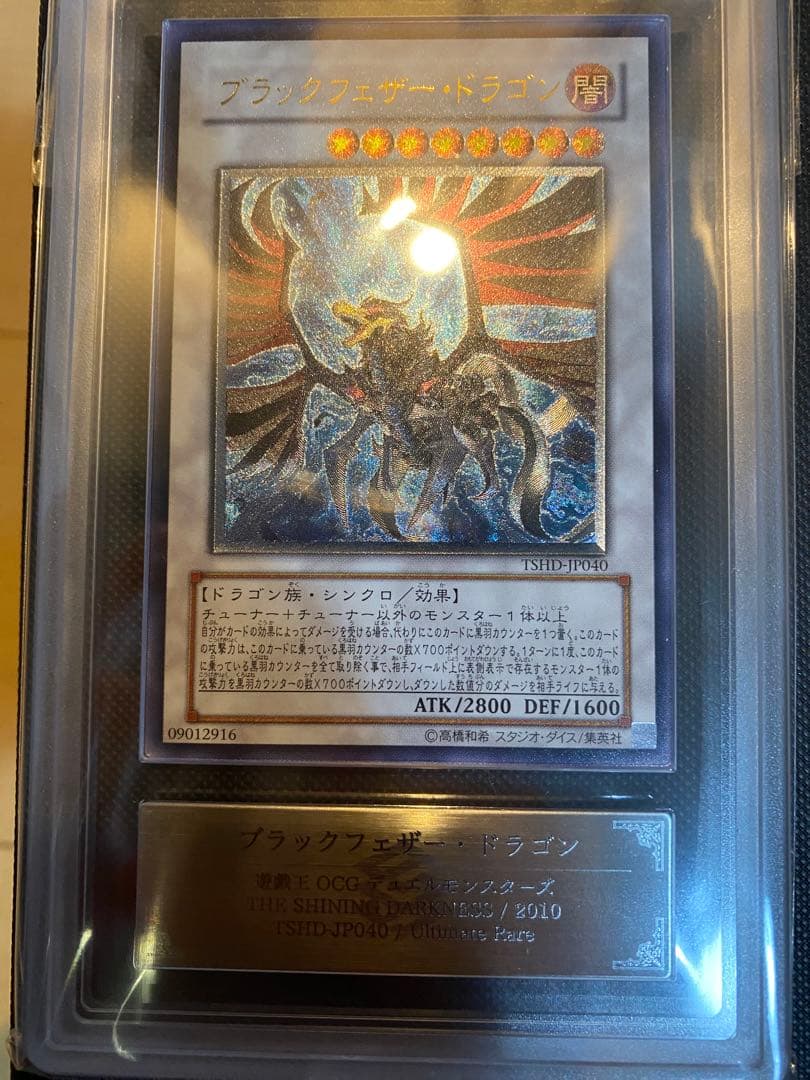 ブラックフェザー・ドラゴン 闇
TSHD-JP040
【ドラゴン族・シンクロ／効果】
チューナー＋チューナー以外のモンスター１体以上
自分がカードの効果によってダメージを受ける場合、代わりにこのカードに黒羽カウンターを１つ置く。このカード
の攻撃力は、このカードに乗っている黒羽カウンターの数×７００ポイントダウンする。１ターンに１度、このカードに
乗っている黒羽カウンターを全て取り除く事で、相手フィールド上に表側表示で存在するモンスター１体の
攻撃力を黒羽カウンターの数×７００ポイントダウンし、ダウンした数値分のダメージを相手ライフに与える。
ATK/2800 DEF/1600
09012916 ©高橋和希 スタジオ・ダイス/集英社
ブラックフェザー・ドラゴン
遊戯王 OCG デュエルモンスターズ
THE SHINING DARKNESS / 2010
TSHD-JP040 / Ultimate Rare